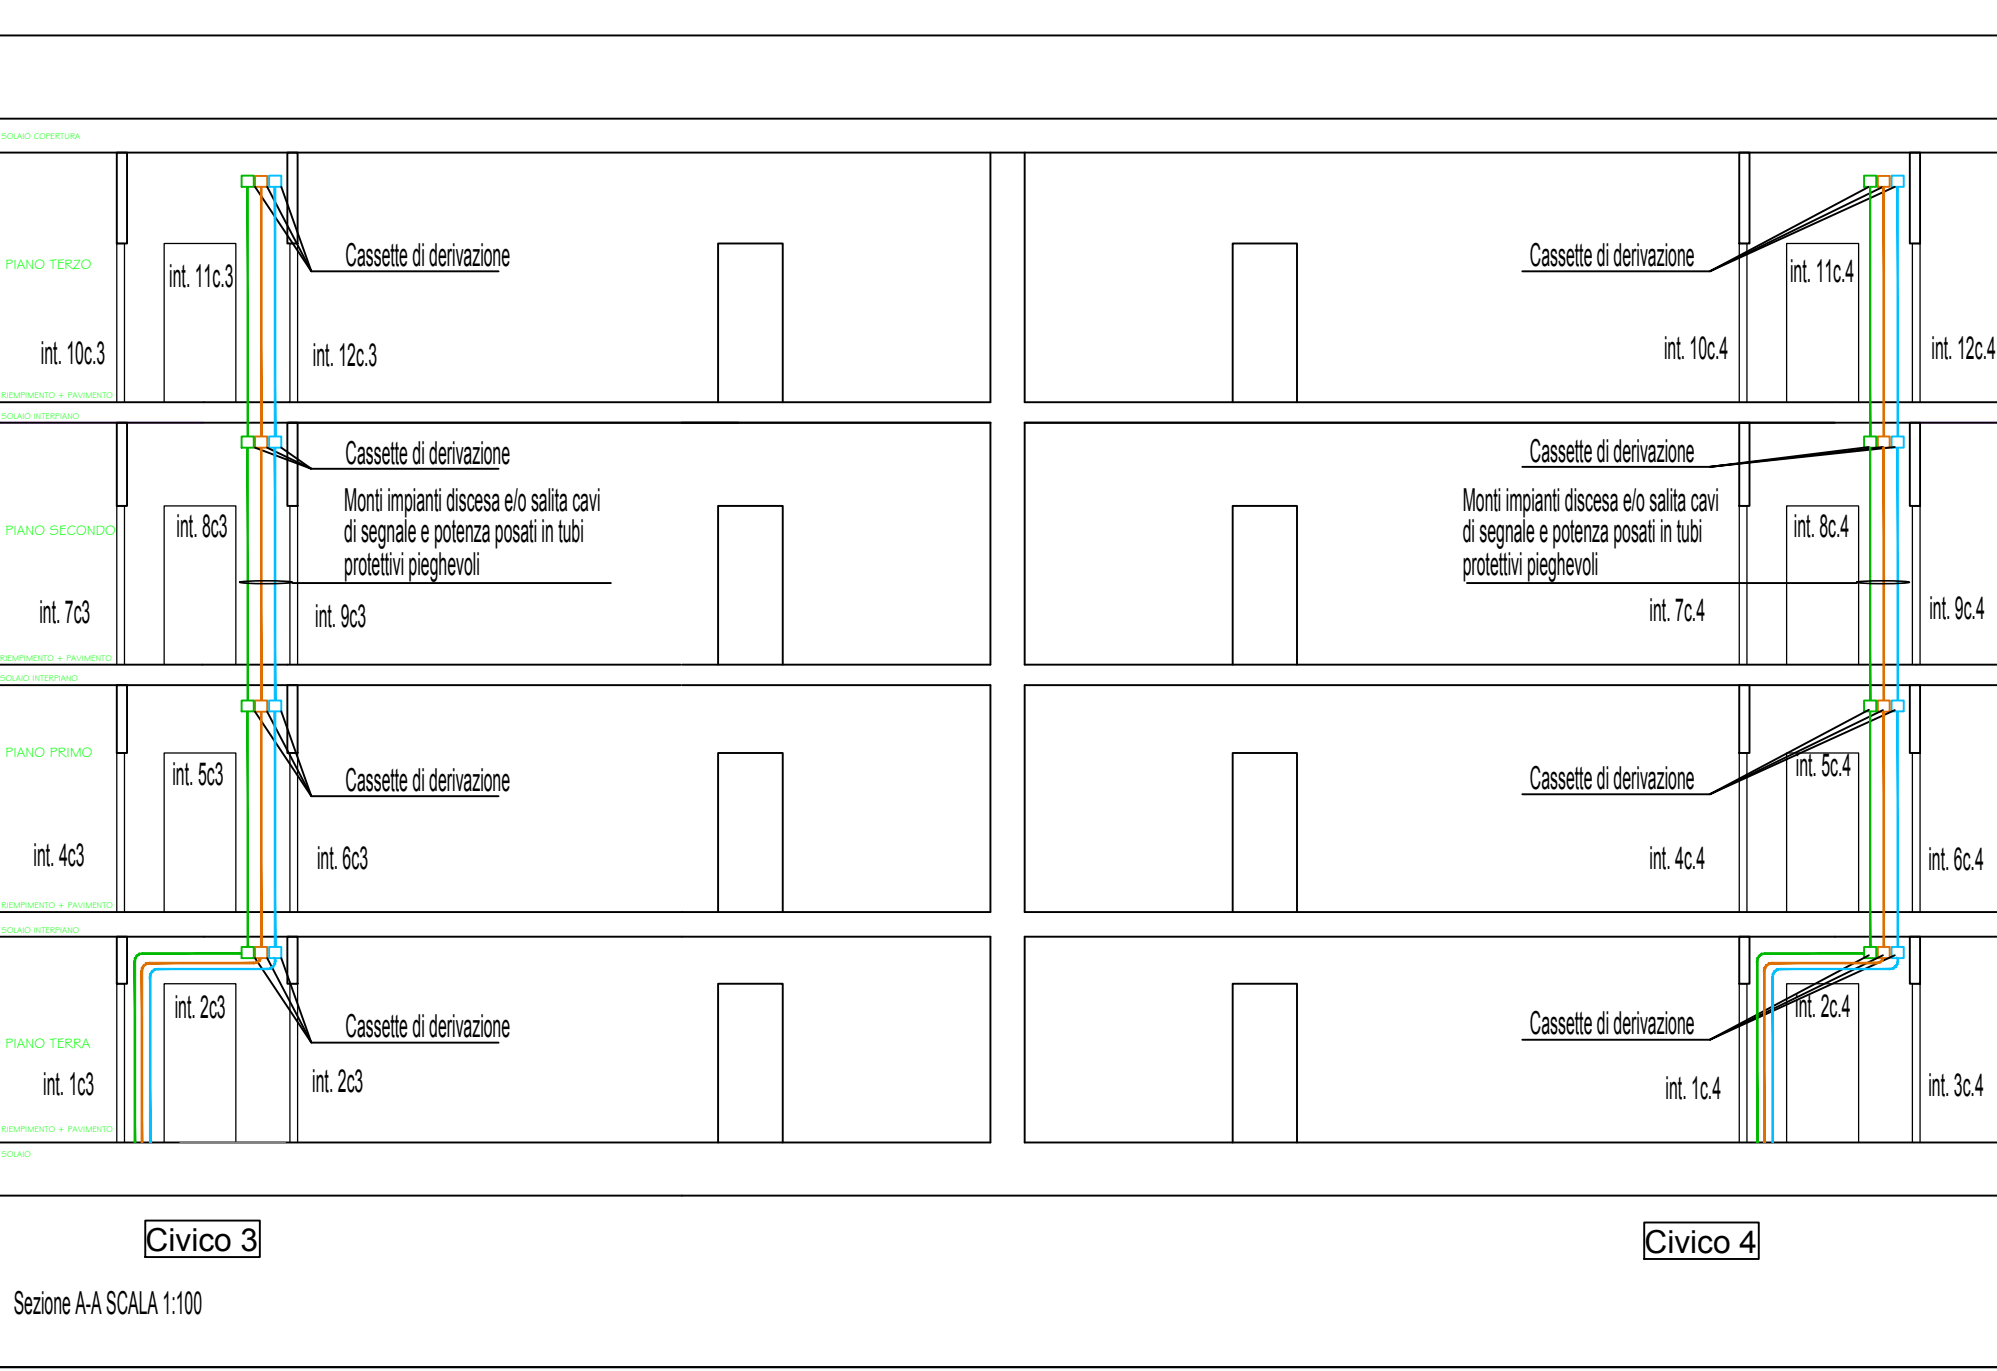 SOLAIO COPERTURA
PIANO TERZO
int. 11c.3
Cassette di derivazione
int. 10c.3
int. 12c.3
Cassette di derivazione
int. 11c.4
int. 10c.4
int. 12c.4
RIEMPIMENTO + PAVIMENTO
SOLAIO INTERPIANO
Cassette di derivazione
Monti impianti discesa e/o salita cavi
di segnale e potenza posati in tubi
protettivi pieghevoli
PIANO SECONDO
int. 8c3
int. 7c3
int. 9c3
Cassette di derivazione
Monti impianti discesa e/o salita cavi
di segnale e potenza posati in tubi
protettivi pieghevoli
int. 8c.4
int. 7c.4
int. 9c.4
RIEMPIMENTO + PAVIMENTO
SOLAIO INTERPIANO
PIANO PRIMO
int. 5c3
Cassette di derivazione
int. 4c3
int. 6c3
Cassette di derivazione
int. 5c.4
int. 4c.4
int. 6c.4
RIEMPIMENTO + PAVIMENTO
SOLAIO INTERPIANO
int. 2c3
Cassette di derivazione
PIANO TERRA
int. 1c3
int. 2c3
Cassette di derivazione
int. 2c.4
int. 1c.4
int. 3c.4
RIEMPIMENTO + PAVIMENTO
SOLAIO
Civico 3
Civico 4
Sezione A-A SCALA 1:100